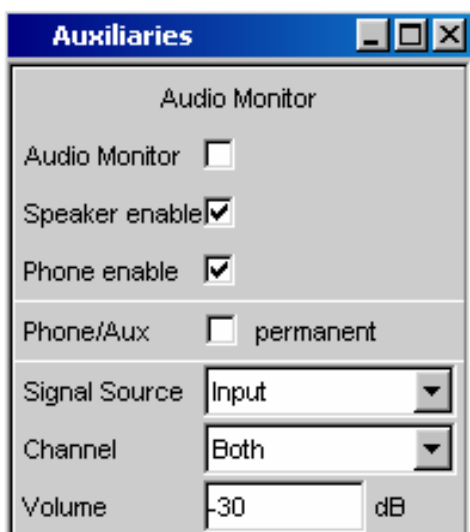 Auxiliaries
Audio Monitor
Audio Monitor
Speaker enable
Phone enable
Phone/Aux permanent
Signal Source Input
Channel Both
Volume -30 dB